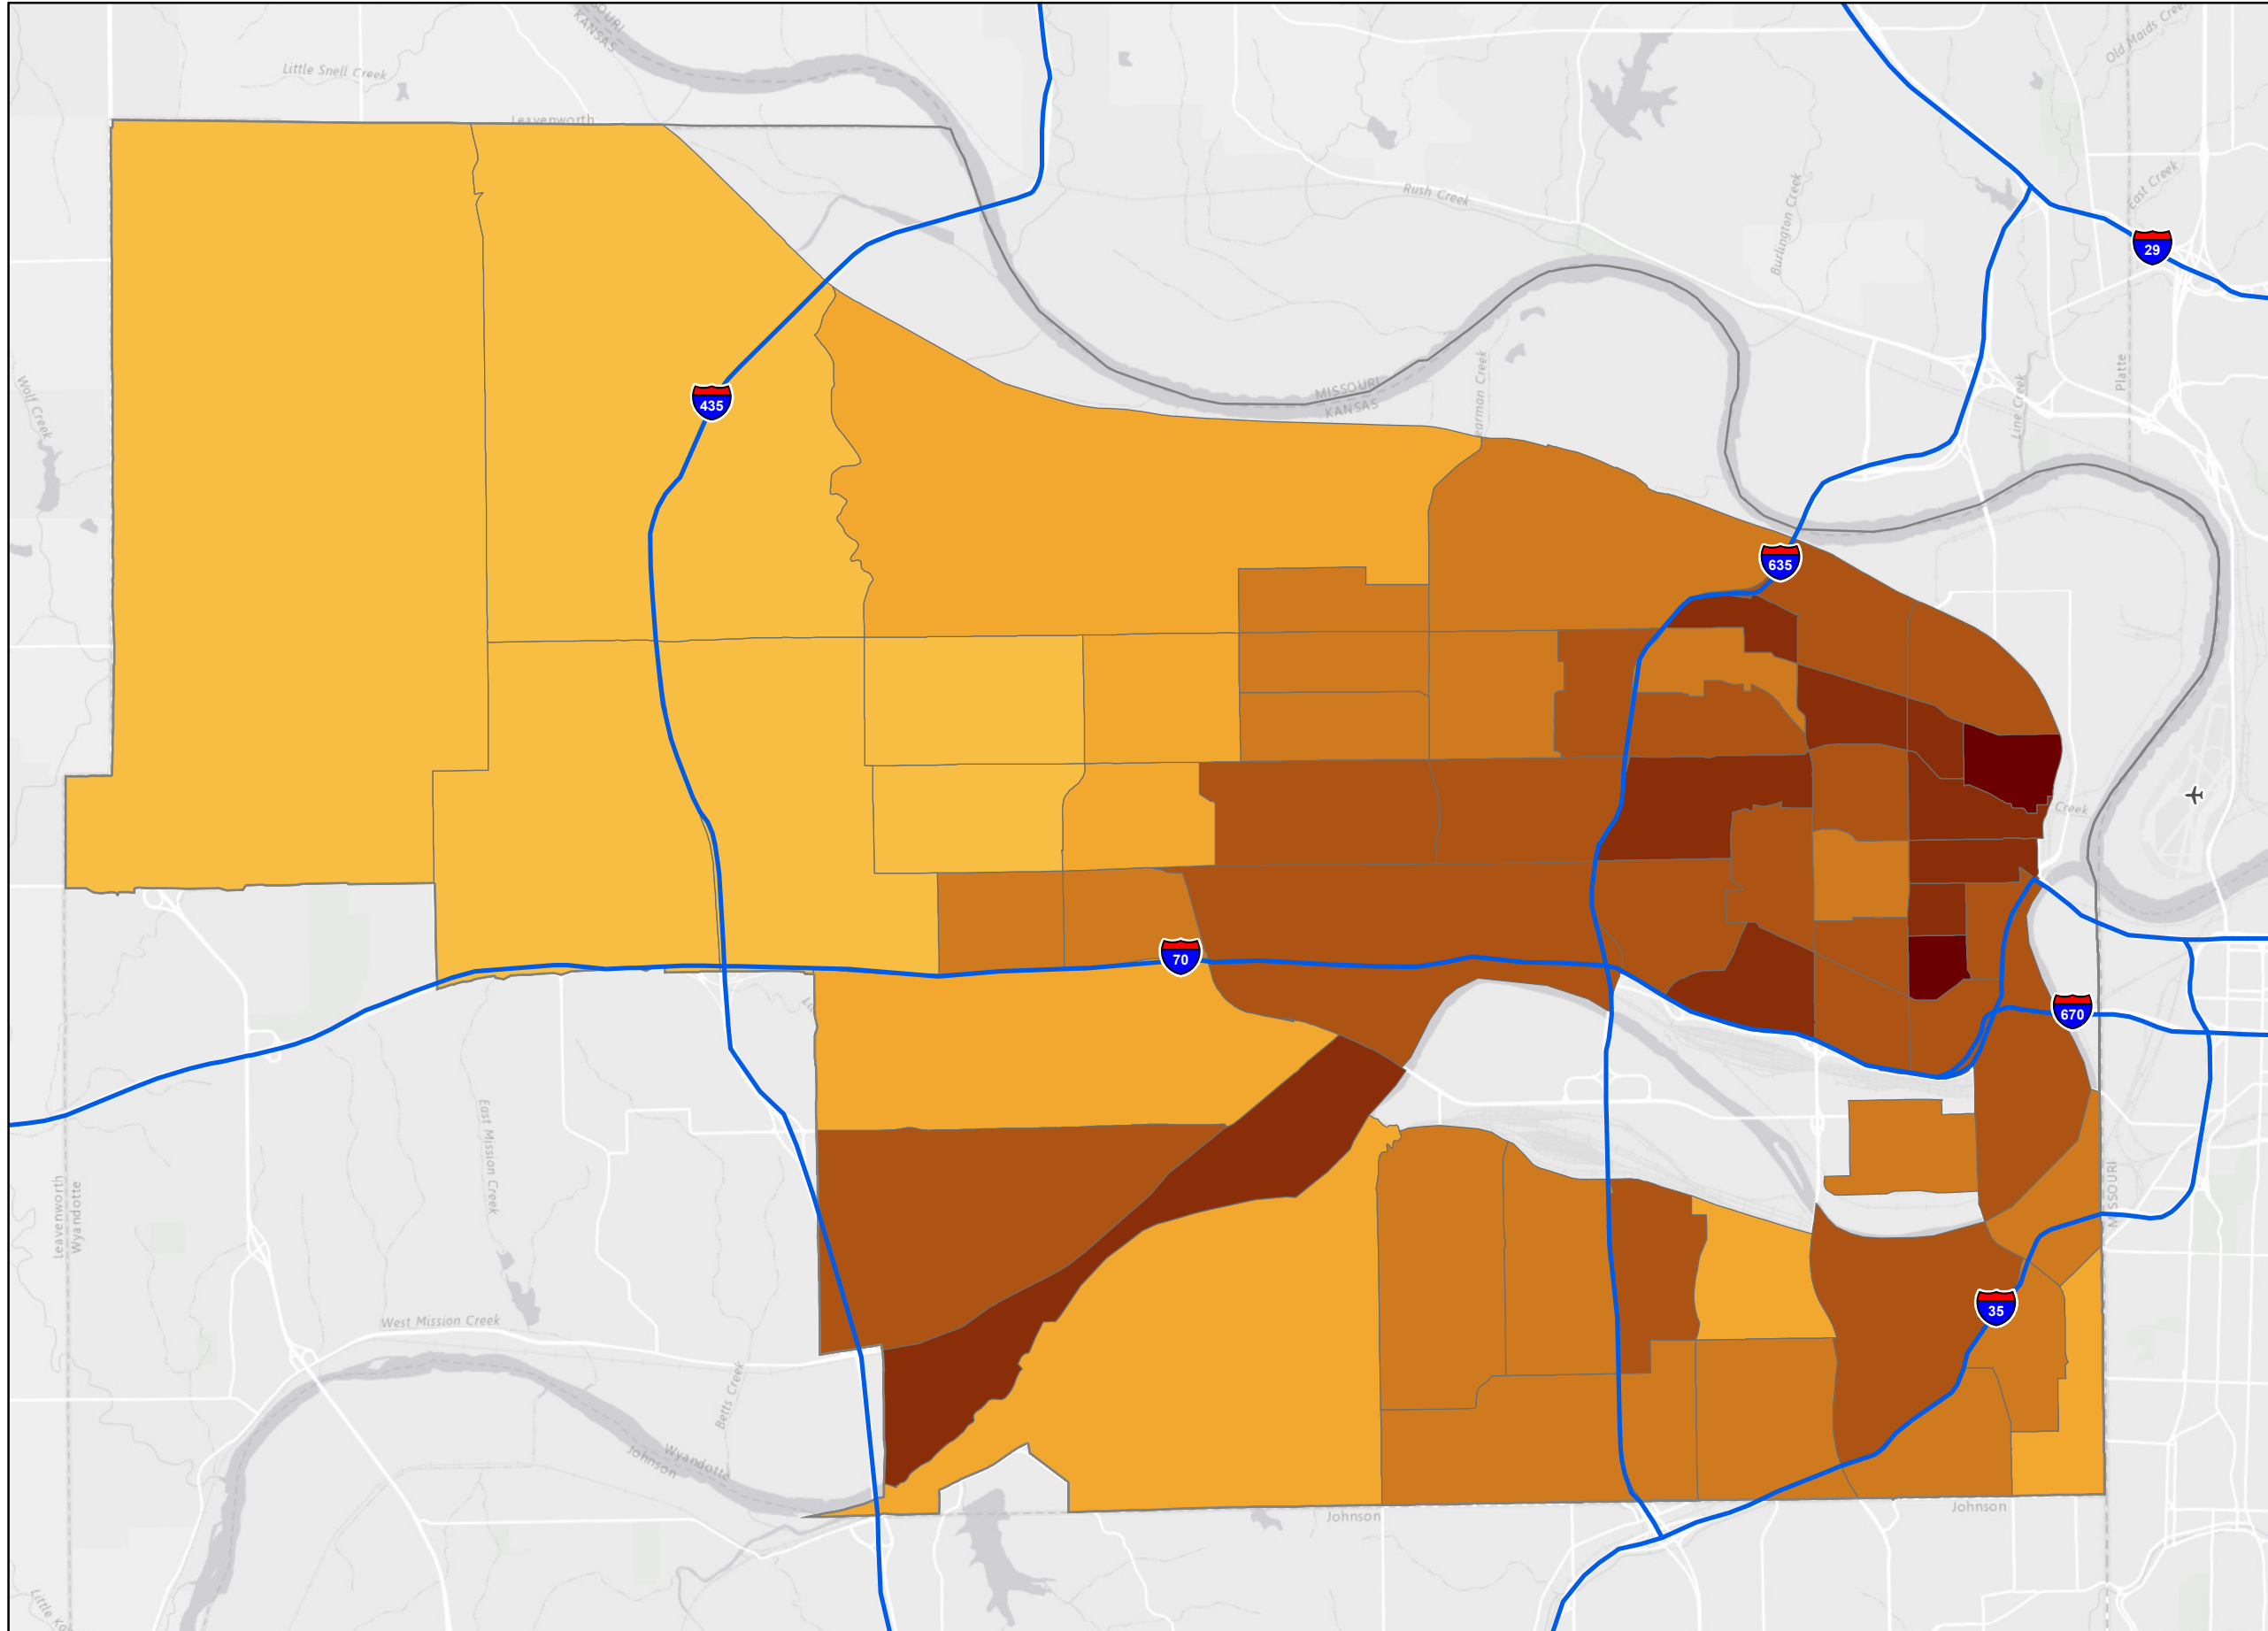 KANSAS
Little Snell Creek
Leavenworth
Old Maids Creek
East Creek
Rush Creek
Burlington Creek
29
Platte
MISSOURI
KANSAS
Line Creek
Wolf Creek
435
635
Creek
70
670
East Mission Creek
Leavenworth
Wyandotte
MISSOURI
35
West Mission Creek
Betts Creek
Wyandotte
Johnson
Johnson
Johnson